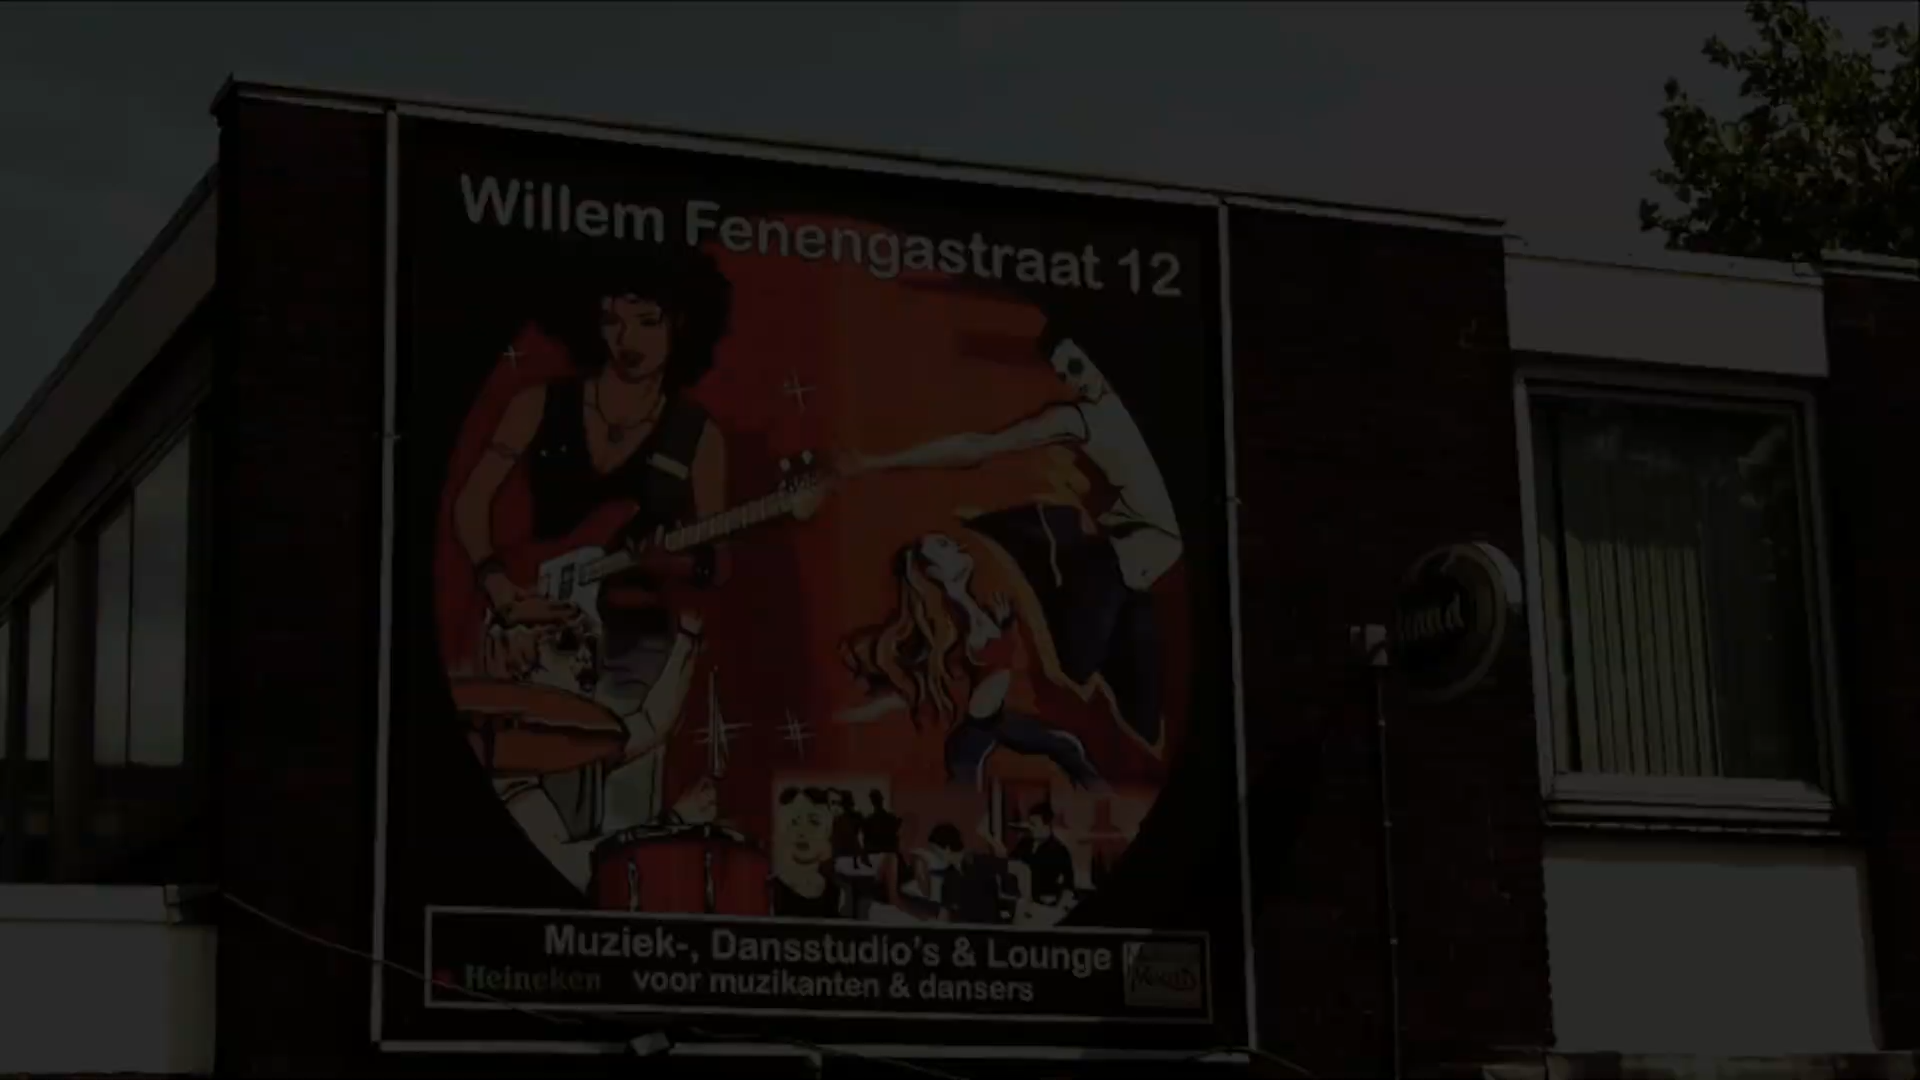 Willem Fenengastraat 12
Muziek-, Dansstudio's & Lounge
Heineken voor muzikanten & dansers